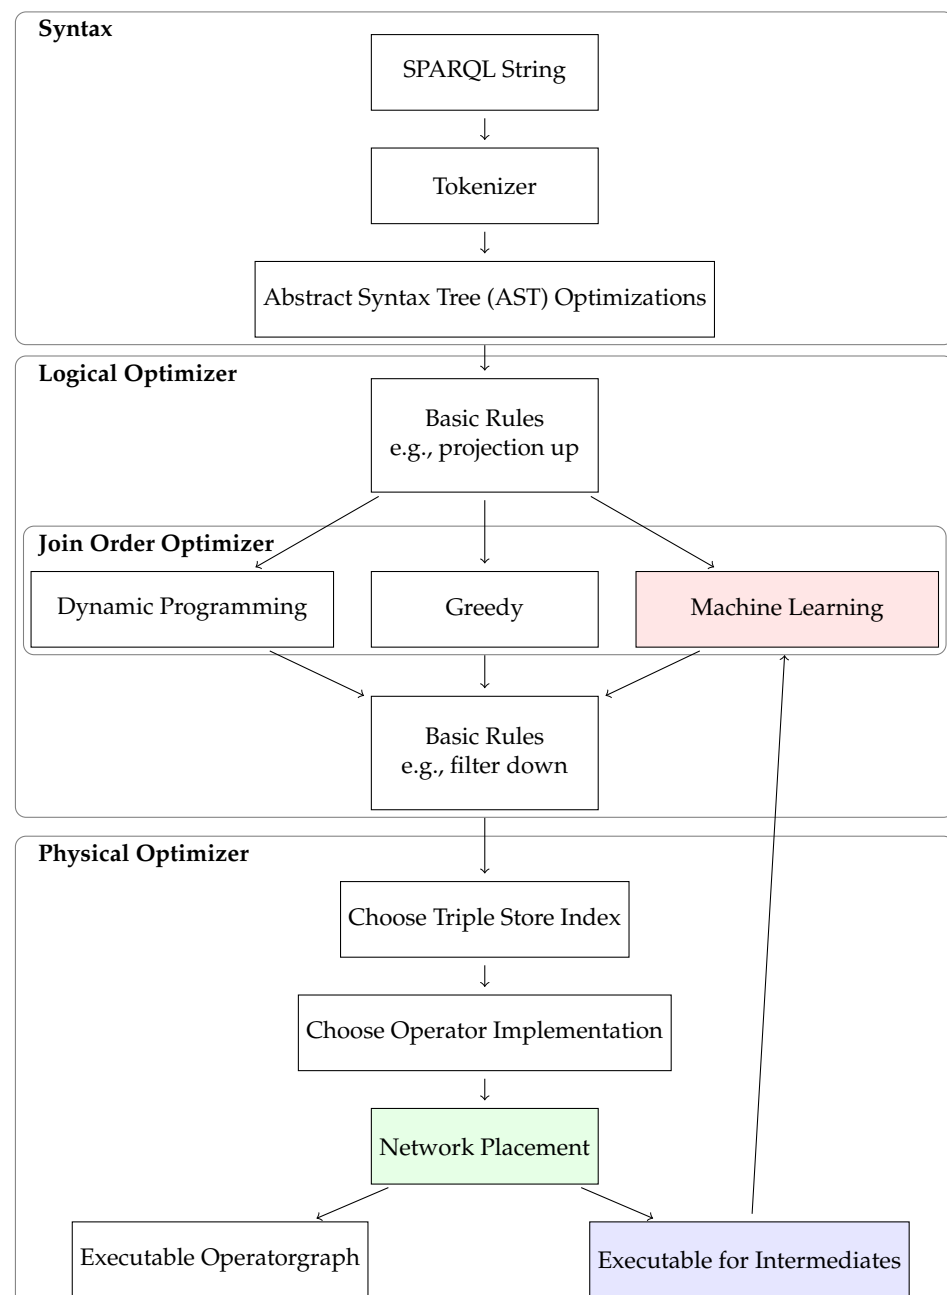 Syntax
SPARQL String
Tokenizer
Abstract Syntax Tree (AST) Optimizations
Logical Optimizer
Basic Rules
e.g., projection up
Join Order Optimizer
Dynamic Programming
Greedy
Machine Learning
Basic Rules
e.g., filter down
Physical Optimizer
Choose Triple Store Index
Choose Operator Implementation
Network Placement
Executable Operatorgraph
Executable for Intermediates